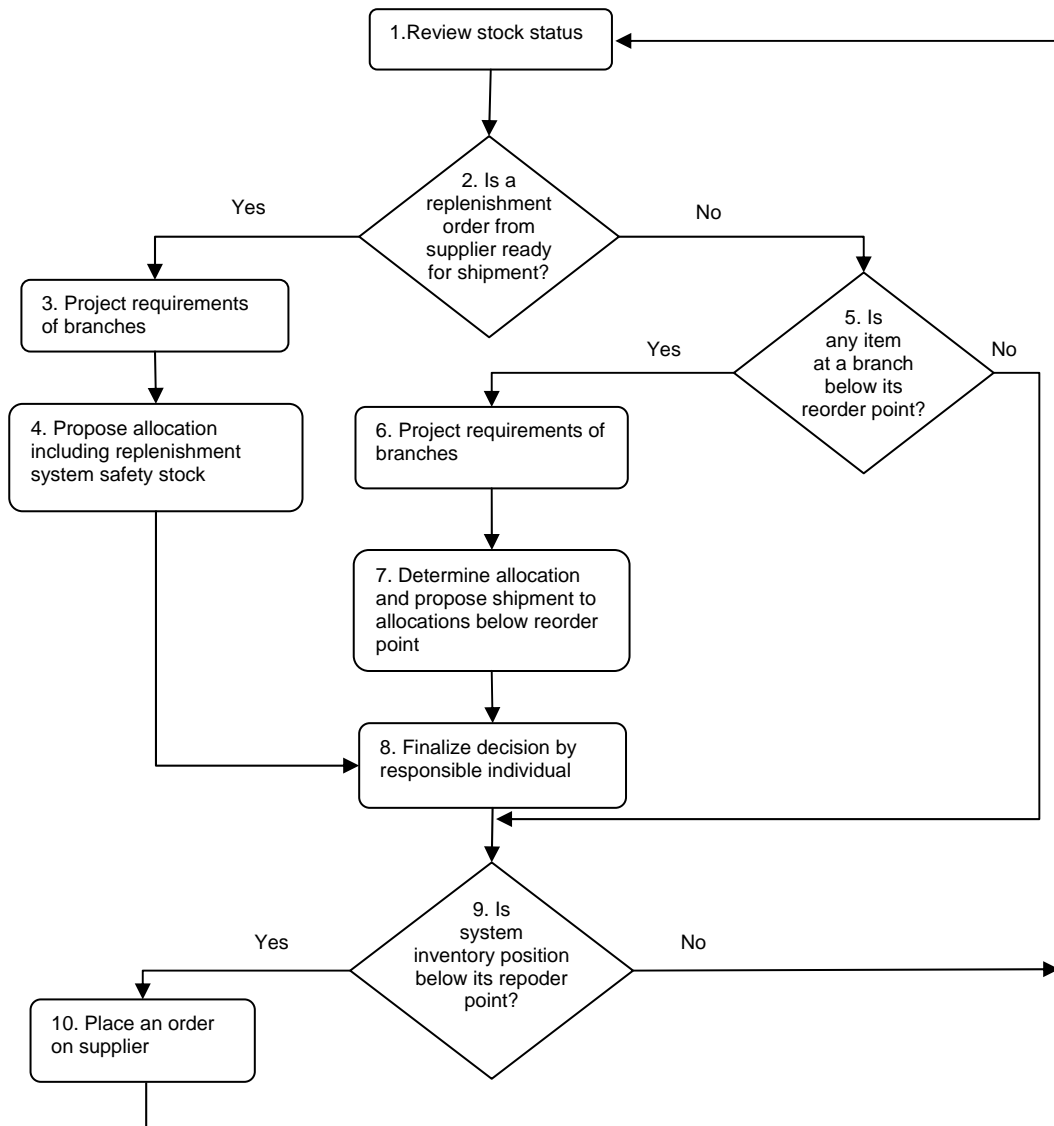 1.Review stock status
2. Is a
replenishment
order from
supplier ready
for shipment?
Yes
No
3. Project requirements
of branches
5. Is
any item
at a branch
below its
reorder point?
Yes
No
4. Propose allocation
including replenishment
system safety stock
6. Project requirements of
branches
7. Determine allocation
and propose shipment to
allocations below reorder
point
8. Finalize decision by
responsible individual
9. Is
system
inventory position
below its repoder
point?
Yes
No
10. Place an order
on supplier